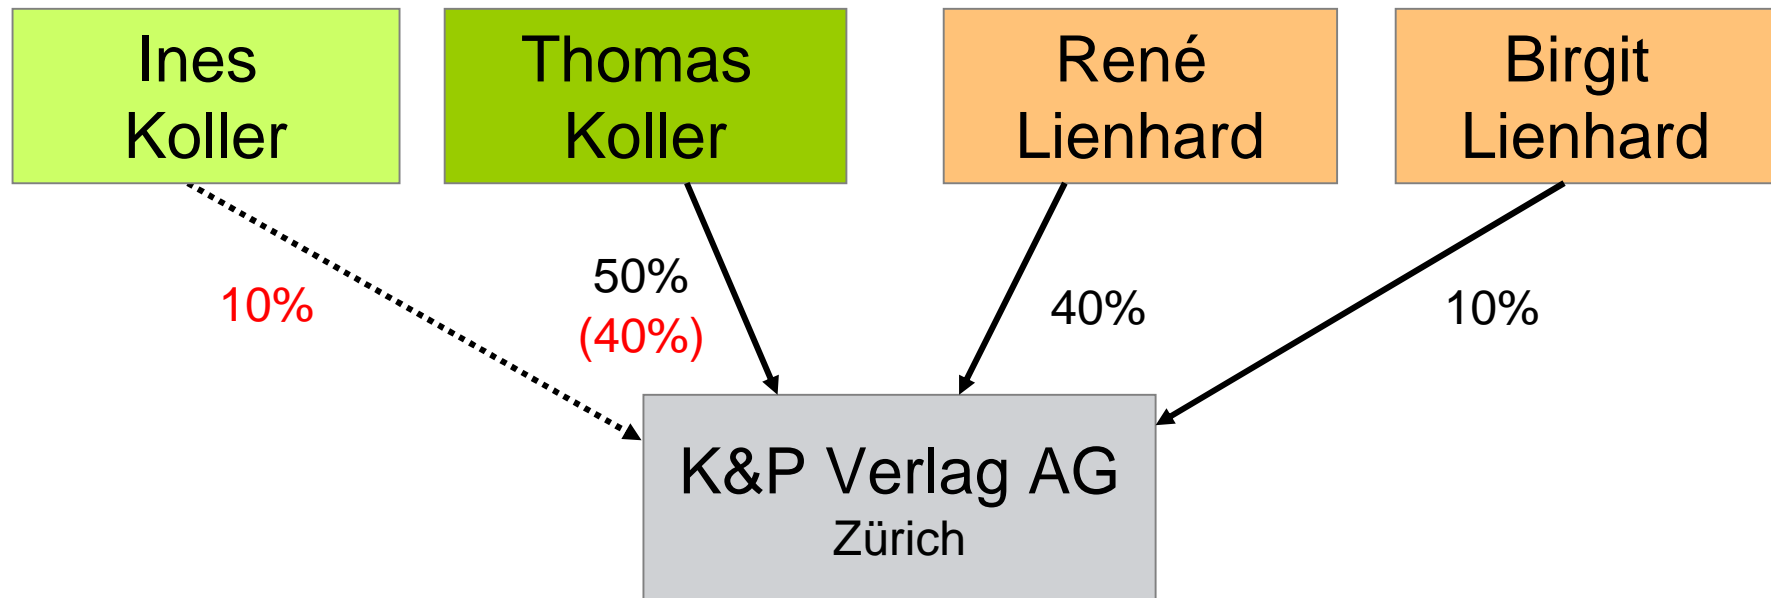 Ines
Koller
Thomas
Koller
René
Lienhard
Birgit
Lienhard
10%
50%
(40%)
40%
10%
K&P Verlag AG
Zürich